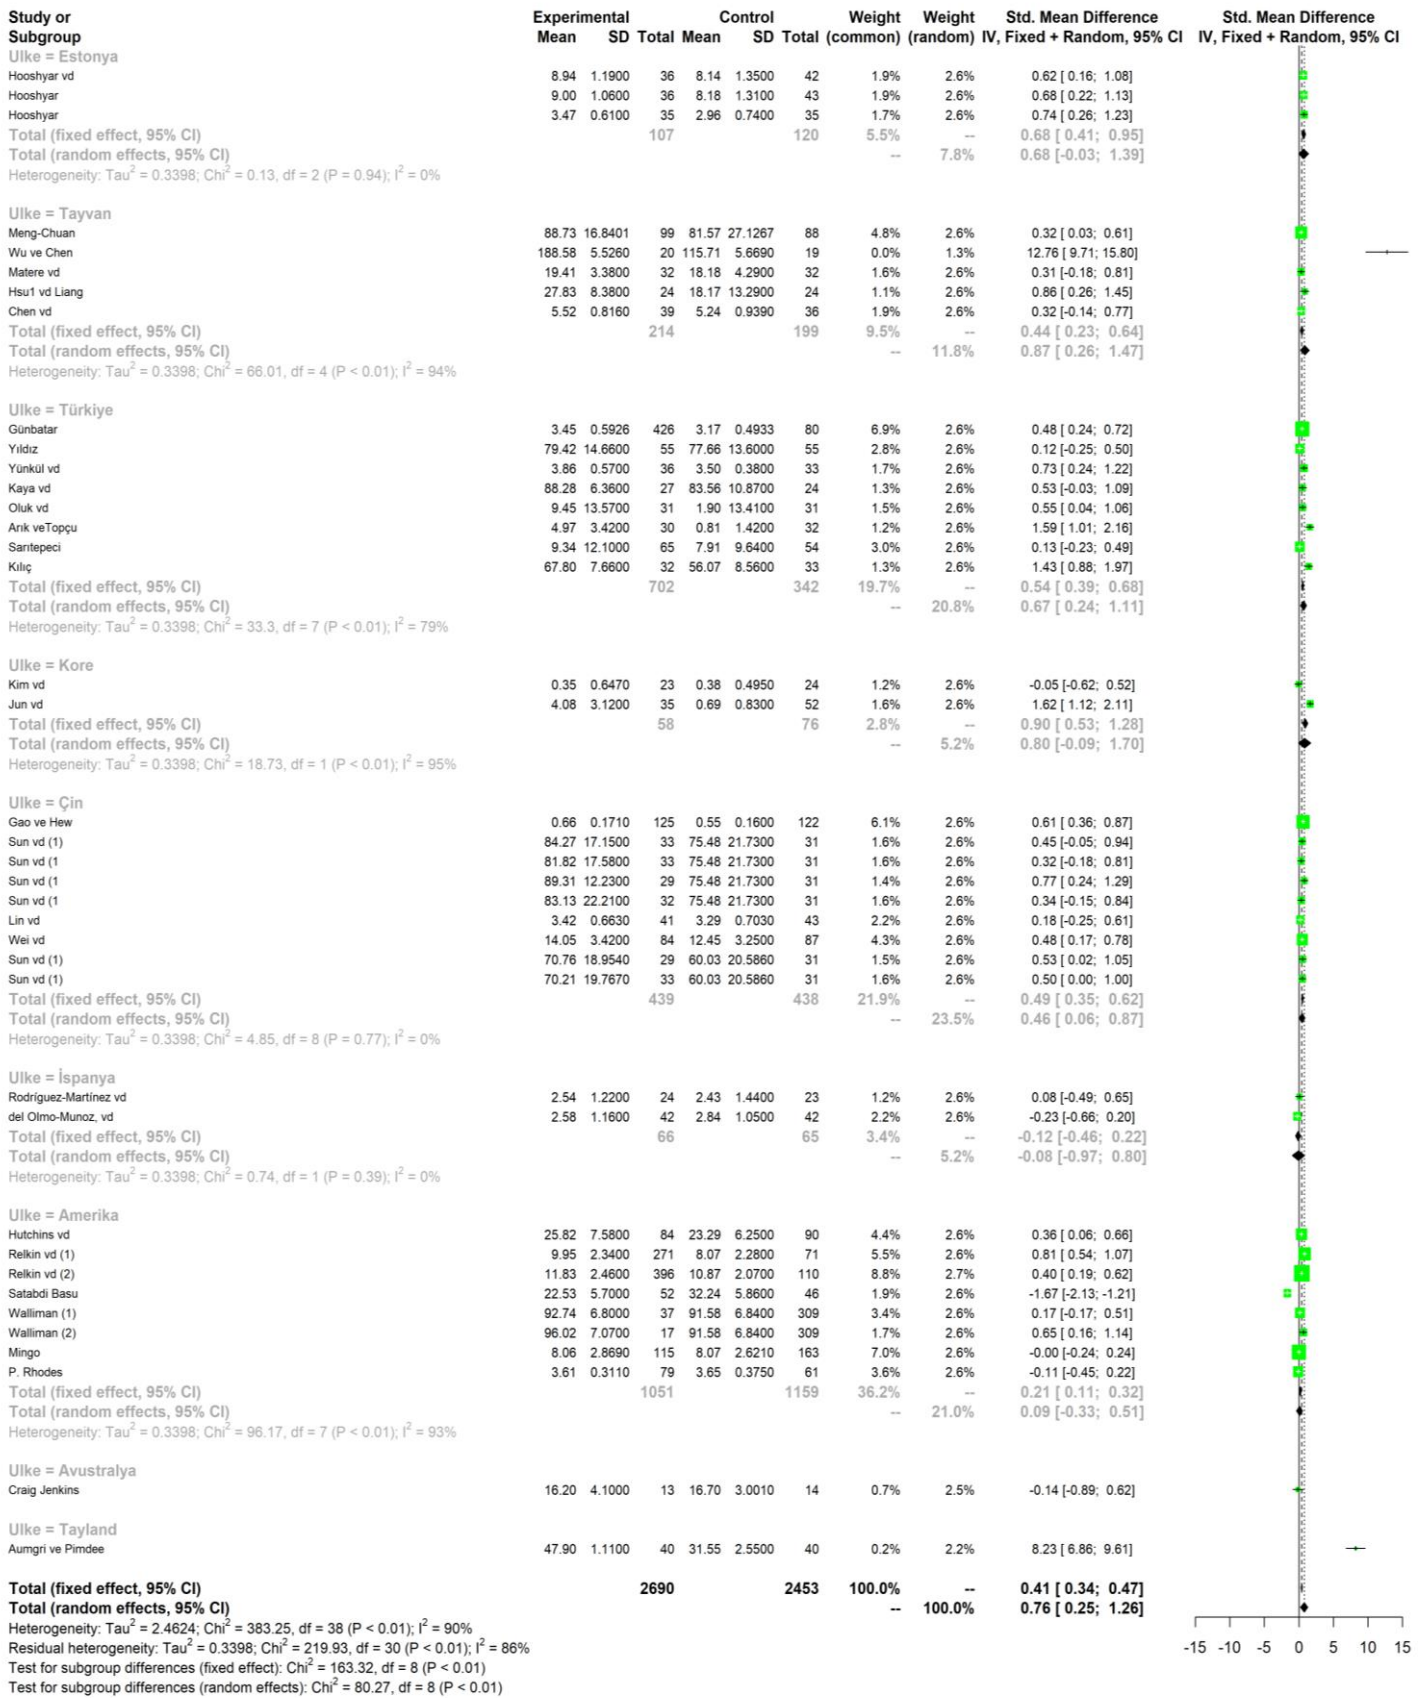 Study or Experimental Control Weight Weight Std. Mean Difference Std. Mean Difference
Subgroup Mean SD Total Mean SD Total (common) (random) IV, Fixed + Random, 95% CI IV, Fixed + Random, 95% CI
Ulke = Estonya
Hooshyar vd 8.94 1.1900 36 8.14 1.3500 42 1.9% 2.6% 0.62 [ 0.16; 1.08]
Hooshyar 9.00 1.0600 36 8.18 1.3100 43 1.9% 2.6% 0.68 [ 0.22; 1.13]
Hooshyar 3.47 0.6100 35 2.96 0.7400 35 1.7% 2.6% 0.74 [ 0.26; 1.23]
Total (fixed effect, 95% CI) 107 120 5.5% -- 0.68 [ 0.41; 0.95]
Total (random effects, 95% CI) -- 7.8% 0.68 [-0.03; 1.39]
Heterogeneity: Tau² = 0.3398; Chi² = 0.13, df = 2 (P = 0.94); I² = 0%
Ulke = Tayvan
Meng-Chuan 88.73 16.8401 99 81.57 27.1267 88 4.8% 2.6% 0.32 [ 0.03; 0.61]
Wu ve Chen 188.58 5.5260 20 115.71 5.6690 19 0.0% 1.3% 12.76 [ 9.71; 15.80]
Matere vd 19.41 3.3800 32 18.18 4.2900 32 1.6% 2.6% 0.31 [-0.18; 0.81]
Hsu1 vd Liang 27.83 8.3800 24 18.17 13.2900 24 1.1% 2.6% 0.86 [ 0.26; 1.45]
Chen vd 5.52 0.8160 39 5.24 0.9390 36 1.9% 2.6% 0.32 [-0.14; 0.77]
Total (fixed effect, 95% CI) 214 199 9.5% -- 0.44 [ 0.23; 0.64]
Total (random effects, 95% CI) -- 11.8% 0.87 [ 0.26; 1.47]
Heterogeneity: Tau² = 0.3398; Chi² = 66.01, df = 4 (P < 0.01); I² = 94%
Ulke = Türkiye
Günbatar 3.45 0.5926 426 3.17 0.4933 80 6.9% 2.6% 0.48 [ 0.24; 0.72]
Yıldız 79.42 14.6600 55 77.66 13.6000 55 2.8% 2.6% 0.12 [-0.25; 0.50]
Yünkül vd 3.86 0.5700 36 3.50 0.3800 33 1.7% 2.6% 0.73 [ 0.24; 1.22]
Kaya vd 88.28 6.3600 27 83.56 10.8700 24 1.3% 2.6% 0.53 [-0.03; 1.09]
Oluk vd 9.45 13.5700 31 1.90 13.4100 31 1.5% 2.6% 0.55 [ 0.04; 1.06]
Arık veTopçu 4.97 3.4200 30 0.81 1.4200 32 1.2% 2.6% 1.59 [ 1.01; 2.16]
Sarıtepeci 9.34 12.1000 65 7.91 9.6400 54 3.0% 2.6% 0.13 [-0.23; 0.49]
Kılıç 67.80 7.6600 32 56.07 8.5600 33 1.3% 2.6% 1.43 [ 0.88; 1.97]
Total (fixed effect, 95% CI) 702 342 19.7% -- 0.54 [ 0.39; 0.68]
Total (random effects, 95% CI) -- 20.8% 0.67 [ 0.24; 1.11]
Heterogeneity: Tau² = 0.3398; Chi² = 33.3, df = 7 (P < 0.01); I² = 79%
Ulke = Kore
Kim vd 0.35 0.6470 23 0.38 0.4950 24 1.2% 2.6% -0.05 [-0.62; 0.52]
Jun vd 4.08 3.1200 35 0.69 0.8300 52 1.6% 2.6% 1.62 [ 1.12; 2.11]
Total (fixed effect, 95% CI) 58 76 2.8% -- 0.90 [ 0.53; 1.28]
Total (random effects, 95% CI) -- 5.2% 0.80 [-0.09; 1.70]
Heterogeneity: Tau² = 0.3398; Chi² = 18.73, df = 1 (P < 0.01); I² = 95%
Ulke = Çin
Gao ve Hew 0.66 0.1710 125 0.55 0.1600 122 6.1% 2.6% 0.61 [ 0.36; 0.87]
Sun vd (1) 84.27 17.1500 33 75.48 21.7300 31 1.6% 2.6% 0.45 [-0.05; 0.94]
Sun vd (1 81.82 17.5800 33 75.48 21.7300 31 1.6% 2.6% 0.32 [-0.18; 0.81]
Sun vd (1 89.31 12.2300 29 75.48 21.7300 31 1.4% 2.6% 0.77 [ 0.24; 1.29]
Sun vd (1 83.13 22.2100 32 75.48 21.7300 31 1.6% 2.6% 0.34 [-0.15; 0.84]
Lin vd 3.42 0.6630 41 3.29 0.7030 43 2.2% 2.6% 0.18 [-0.25; 0.61]
Wei vd 14.05 3.4200 84 12.45 3.2500 87 4.3% 2.6% 0.48 [ 0.17; 0.78]
Sun vd (1) 70.76 18.9540 29 60.03 20.5860 31 1.5% 2.6% 0.53 [ 0.02; 1.05]
Sun vd (1) 70.21 19.7670 33 60.03 20.5860 31 1.6% 2.6% 0.50 [ 0.00; 1.00]
Total (fixed effect, 95% CI) 439 438 21.9% -- 0.49 [ 0.35; 0.62]
Total (random effects, 95% CI) -- 23.5% 0.46 [ 0.06; 0.87]
Heterogeneity: Tau² = 0.3398; Chi² = 4.85, df = 8 (P = 0.77); I² = 0%
Ulke = İspanya
Rodríguez-Martínez vd 2.54 1.2200 24 2.43 1.4400 23 1.2% 2.6% 0.08 [-0.49; 0.65]
del Olmo-Munoz, vd 2.58 1.1600 42 2.84 1.0500 42 2.2% 2.6% -0.23 [-0.66; 0.20]
Total (fixed effect, 95% CI) 66 65 3.4% -- -0.12 [-0.46; 0.22]
Total (random effects, 95% CI) -- 5.2% -0.08 [-0.97; 0.80]
Heterogeneity: Tau² = 0.3398; Chi² = 0.74, df = 1 (P = 0.39); I² = 0%
Ulke = Amerika
Hutchins vd 25.82 7.5800 84 23.29 6.2500 90 4.4% 2.6% 0.36 [ 0.06; 0.66]
Relkin vd (1) 9.95 2.3400 271 8.07 2.2800 71 5.5% 2.6% 0.81 [ 0.54; 1.07]
Relkin vd (2) 11.83 2.4600 396 10.87 2.0700 110 8.8% 2.7% 0.40 [ 0.19; 0.62]
Satabdi Basu 22.53 5.7000 52 32.24 5.8600 46 1.9% 2.6% -1.67 [-2.13; -1.21]
Walliman (1) 92.74 6.8000 37 91.58 6.8400 309 3.4% 2.6% 0.17 [-0.17; 0.51]
Walliman (2) 96.02 7.0700 17 91.58 6.8400 309 1.7% 2.6% 0.65 [ 0.16; 1.14]
Mingo 8.06 2.8690 115 8.07 2.6210 163 7.0% 2.6% -0.00 [-0.24; 0.24]
P. Rhodes 3.61 0.3110 79 3.65 0.3750 61 3.6% 2.6% -0.11 [-0.45; 0.22]
Total (fixed effect, 95% CI) 1051 1159 36.2% -- 0.21 [ 0.11; 0.32]
Total (random effects, 95% CI) -- 21.0% 0.09 [-0.33; 0.51]
Heterogeneity: Tau² = 0.3398; Chi² = 96.17, df = 7 (P < 0.01); I² = 93%
Ulke = Avustralya
Craig Jenkins 16.20 4.1000 13 16.70 3.0010 14 0.7% 2.5% -0.14 [-0.89; 0.62]
Ulke = Tayland
Aumgri ve Pimdee 47.90 1.1100 40 31.55 2.5500 40 0.2% 2.2% 8.23 [ 6.86; 9.61]
Total (fixed effect, 95% CI) 2690 2453 100.0% -- 0.41 [ 0.34; 0.47]
Total (random effects, 95% CI) -- 100.0% 0.76 [ 0.25; 1.26]
Heterogeneity: Tau² = 2.4624; Chi² = 383.25, df = 38 (P < 0.01); I² = 90%
Residual heterogeneity: Tau² = 0.3398; Chi² = 219.93, df = 30 (P < 0.01); I² = 86%
-15 -10 -5 0 5 10 15
Test for subgroup differences (fixed effect): Chi² = 163.32, df = 8 (P < 0.01)
Test for subgroup differences (random effects): Chi² = 80.27, df = 8 (P < 0.01)